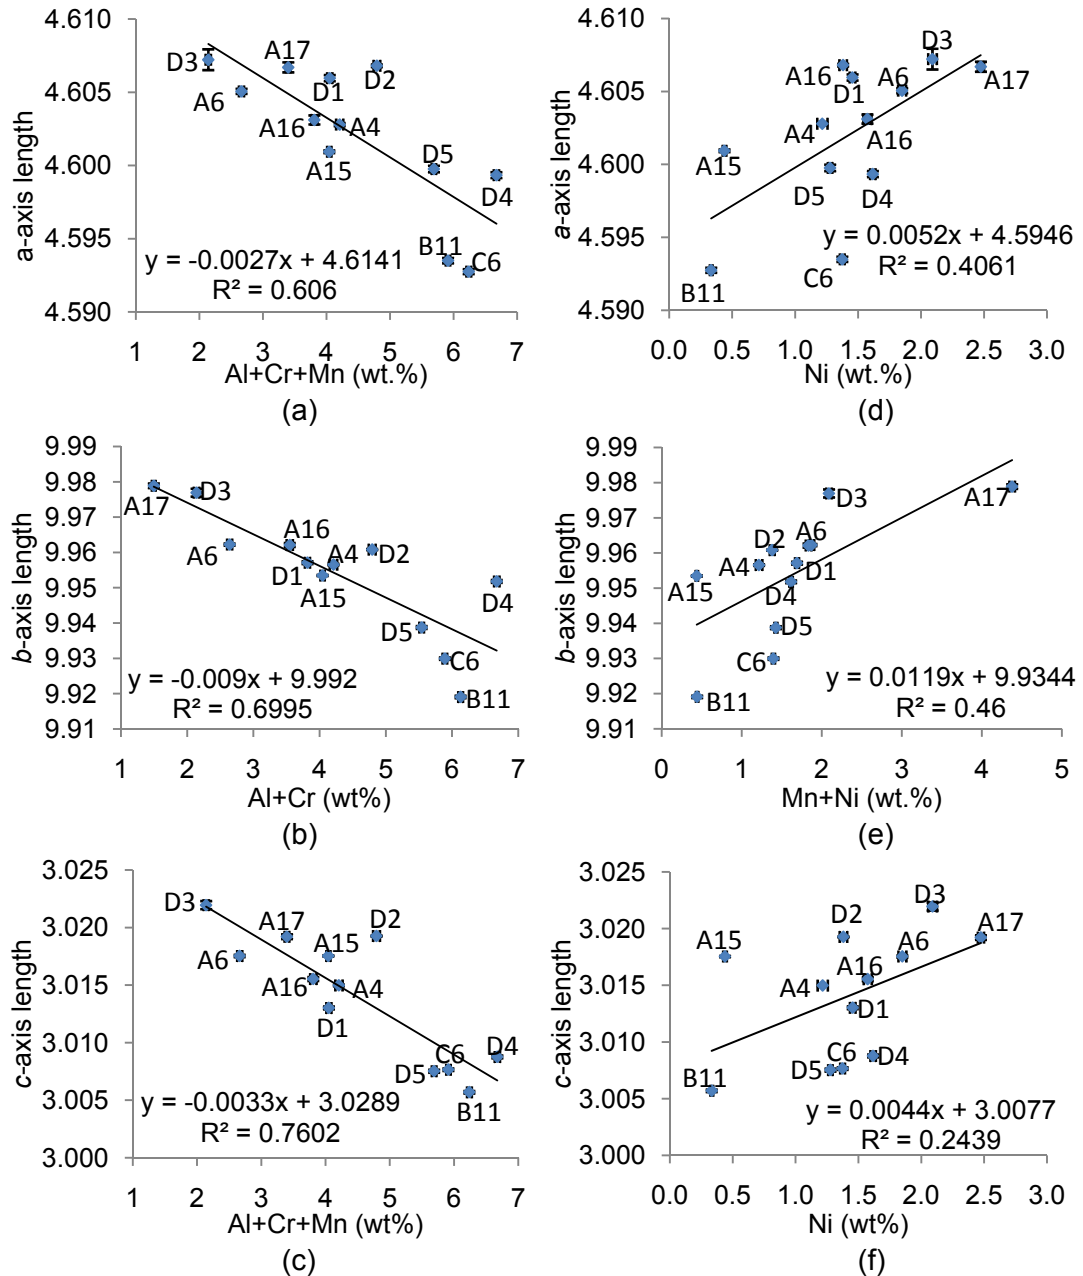 4.610
4.605
4.600
4.595
4.590
a-axis length
D3
A17
D1
D2
A6
A16
A4
A15
D5
D4
B11
C6
y = -0.0027x + 4.6141
R² = 0.606
1 2 3 4 5 6 7
Al+Cr+Mn (wt.%)
(a)
4.610
4.605
4.600
4.595
4.590
a-axis length
D3
A16
A6
A17
D1
A4
A16
A15
D5
D4
B11
C6
y = 0.0052x + 4.5946
R² = 0.4061
0.0 0.5 1.0 1.5 2.0 2.5 3.0
Ni (wt.%)
(d)
9.99
9.98
9.97
9.96
9.95
9.94
9.93
9.92
9.91
b-axis length
A17
D3
A6
A16
D1
A4
D2
A15
D4
D5
C6
B11
y = -0.009x + 9.992
R² = 0.6995
1 2 3 4 5 6 7
Al+Cr (wt%)
(b)
9.99
9.98
9.97
9.96
9.95
9.94
9.93
9.92
9.91
b-axis length
D3
A17
D2
A6
A4
D1
A15
D4
D5
C6
B11
y = 0.0119x + 9.9344
R² = 0.46
0 1 2 3 4 5
Mn+Ni (wt.%)
(e)
3.025
3.020
3.015
3.010
3.005
3.000
c-axis length
D3
A17
A15
D2
A6
A16
A4
D1
D5
C6
D4
B11
y = -0.0033x + 3.0289
R² = 0.7602
1 2 3 4 5 6 7
Al+Cr+Mn (wt%)
(c)
3.025
3.020
3.015
3.010
3.005
3.000
c-axis length
D3
D2
A17
A15
A6
A16
A4
D1
C6
D5
D4
B11
y = 0.0044x + 3.0077
R² = 0.2439
0.0 0.5 1.0 1.5 2.0 2.5 3.0
Ni (wt%)
(f)